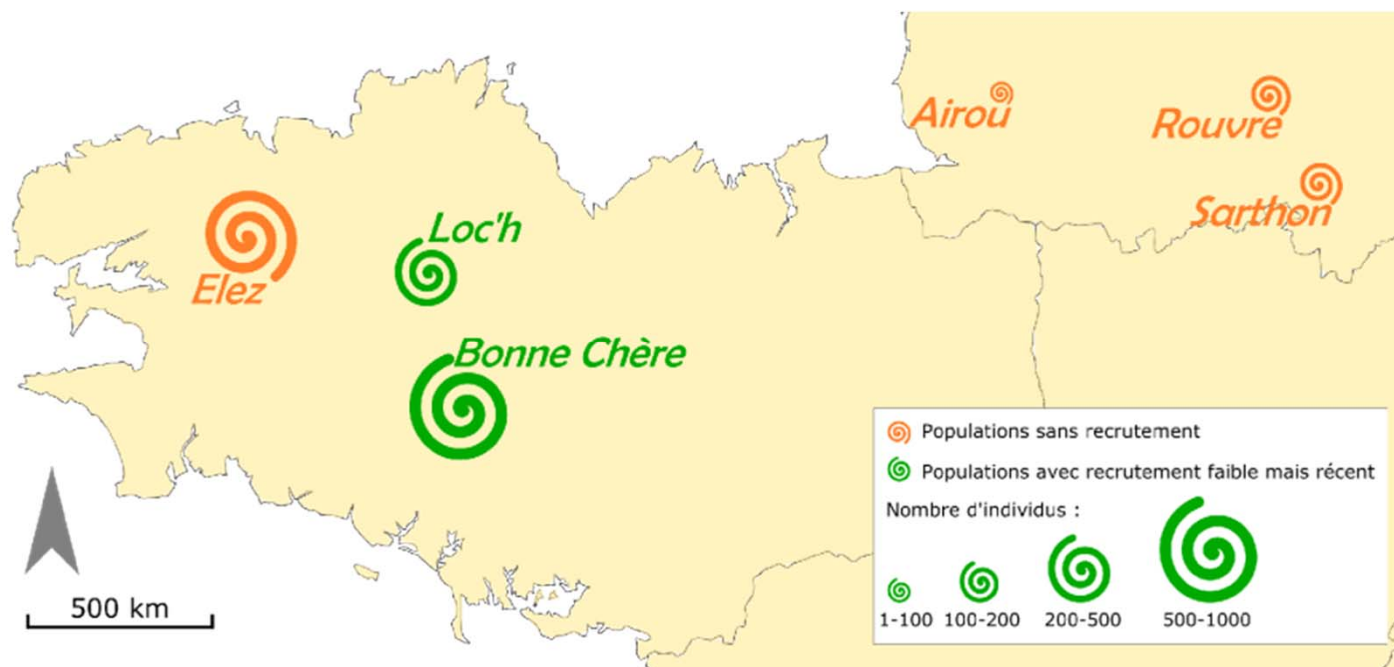 Airou
Rouvre
Sarthon
Loc'h
Elez
Bonne Chère
Populations sans recrutement
Populations avec recrutement faible mais récent
Nombre d'individus :
1-100 100-200 200-500 500-1000
500 km